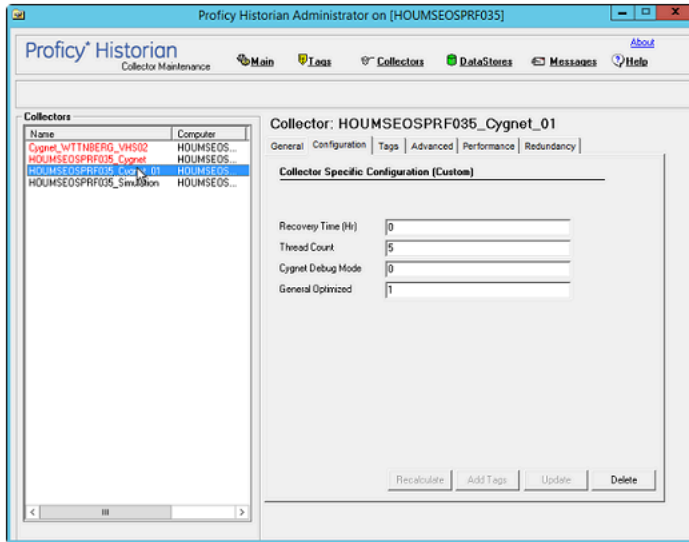 Proficy Historian Administrator on [HOUMSEOSPRF035]
Proficy* Historian
Collector Maintenance
Main Tags Collectors DataStores Messages Help
About
Collectors
Name Computer
Cygnet_WTTNBERG_VHS02 HOUMSEOS...
HOUMSEOSPRF035_Cygnet HOUMSEOS...
HOUMSEOSPRF035_Cygnet_01 HOUMSEOS...
HOUMSEOSPRF035_Simulation HOUMSEOS...
Collector: HOUMSEOSPRF035_Cygnet_01
General Configuration Tags Advanced Performance Redundancy
Collector Specific Configuration (Custom)
Recovery Time (Hr) 0
Thread Count 5
Cygnet Debug Mode 0
General Optimized 1
Recalculate Add Tags Update Delete